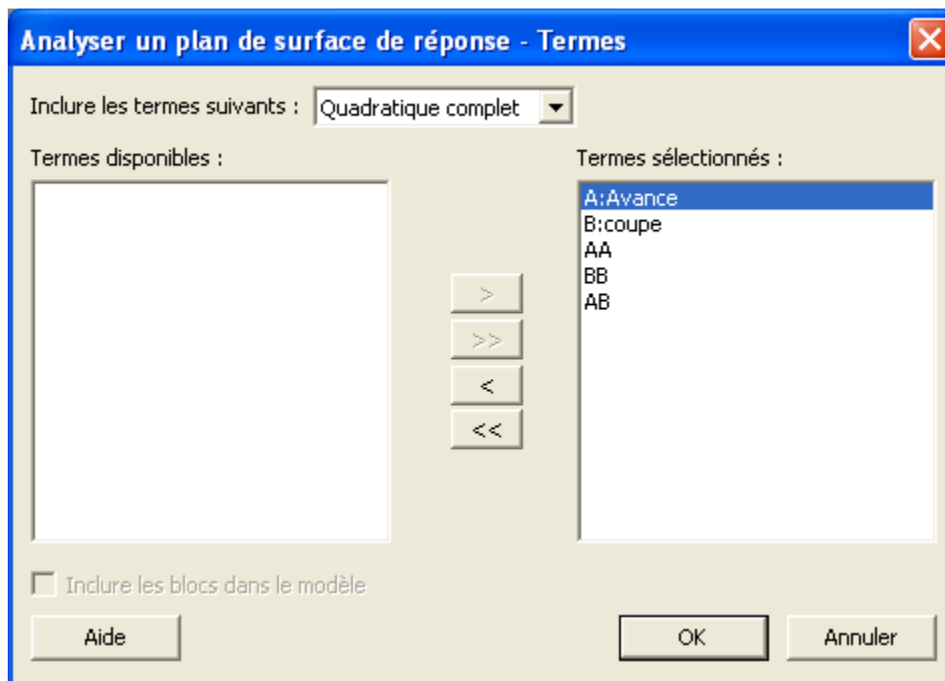 Analyser un plan de surface de réponse - Termes
Inclure les termes suivants : Quadratique complet
Termes disponibles :
Termes sélectionnés :
A:Avance
B:coupe
AA
BB
AB
>
>>
<
<<
Inclure les blocs dans le modèle
Aide
OK
Annuler